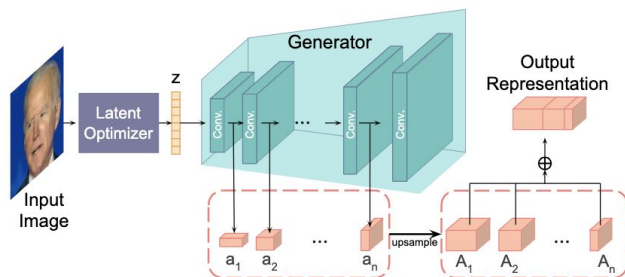 Generator
Output
Representation
z
Latent
Optimizer
Conv.
Conv.
...
Conv.
Conv.
Input
Image
a1
a2
...
an
upsample
A1
A2
...
An